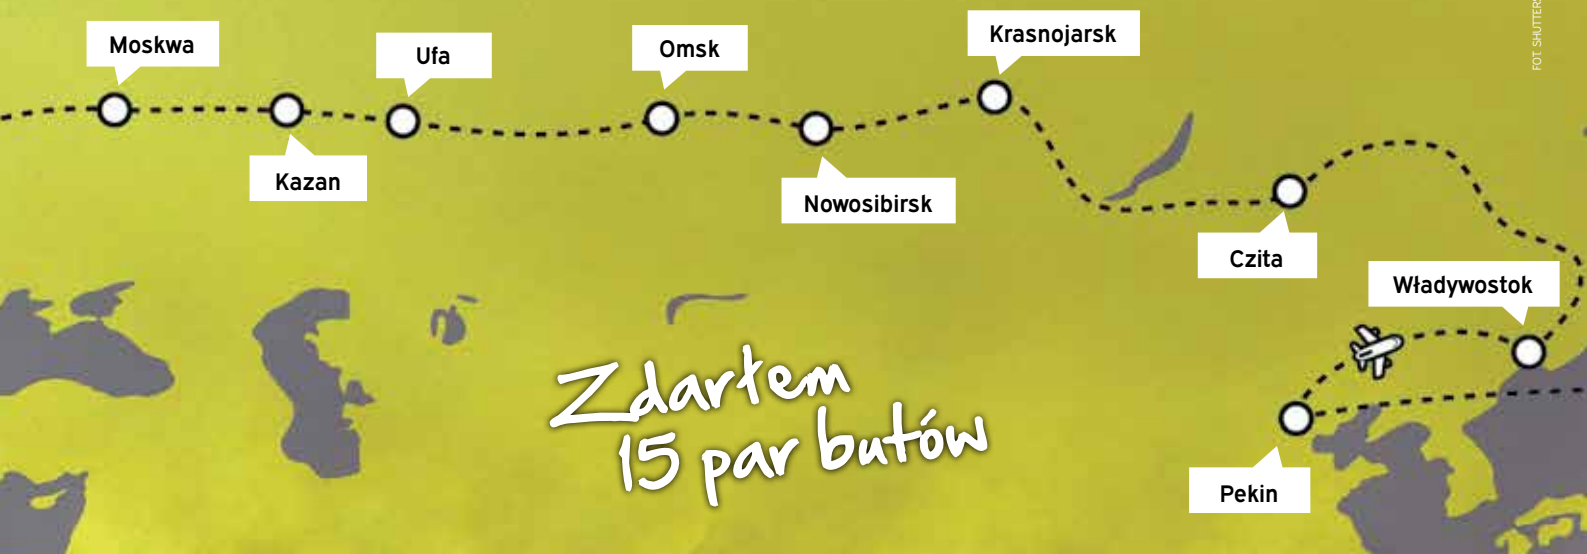 Moskwa
Ufa
Omsk
Krasnojarsk
Kazan
Nowosibirsk
Czita
Władywostok
Zdarłem
15 par butów
Pekin